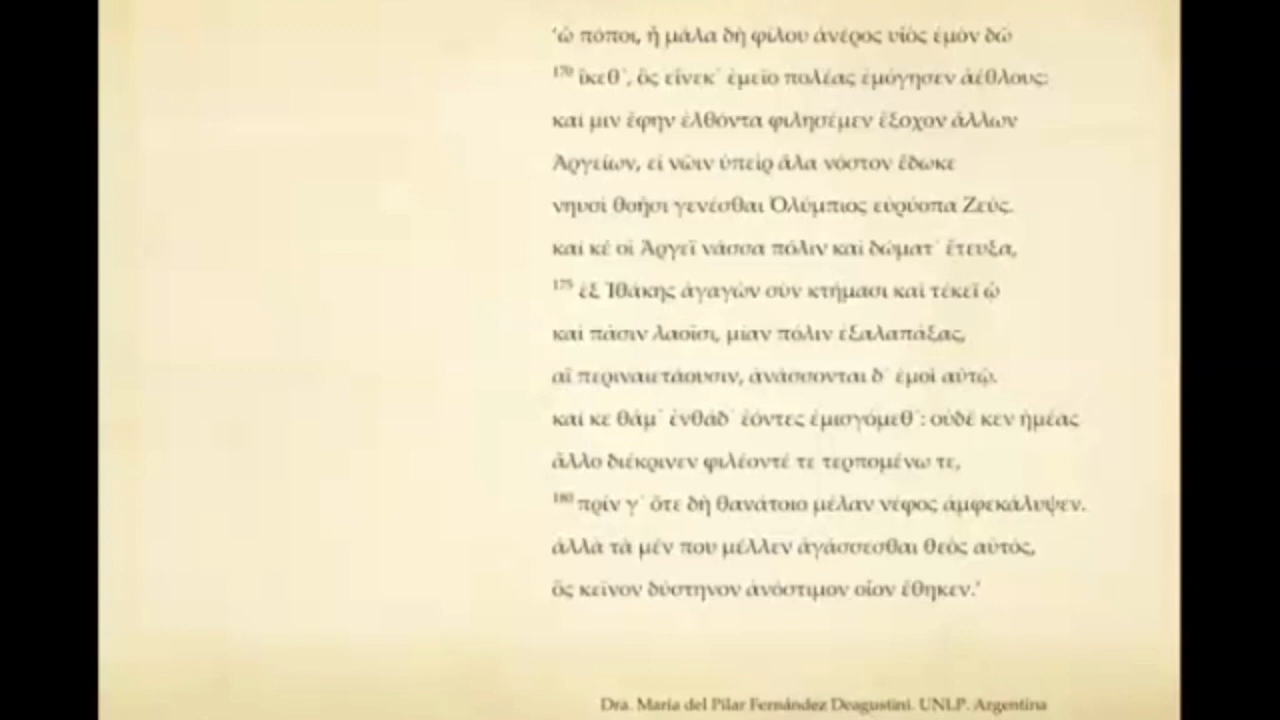 ‘ὢ πόποι, ἦ μάλα δὴ φίλου ἀνέρος υἱὸς ἐμὸν δῶ
170 ἵκεθ᾽, ὃς εἵνεκ᾽ ἐμεῖο πολέας ἐμόγησεν ἀέθλους:
καί μιν ἔφην ἐλθόντα φιλησέμεν ἔξοχον ἄλλων
Ἀργείων, εἰ νῶιν ὑπεὶρ ἅλα νόστον ἔδωκε
νηυσὶ θοῇσι γενέσθαι Ὀλύμπιος εὐρύοπα Ζεύς.
καί κέ οἱ Ἄργεϊ νάσσα πόλιν καὶ δώματ᾽ ἔτευξα,
175 ἐξ Ἰθάκης ἀγαγὼν σὺν κτήμασι καὶ τέκεϊ ᾧ
καὶ πᾶσιν λαοῖσι, μίαν πόλιν ἐξαλαπάξας,
αἳ περιναιετάουσιν, ἀνάσσονται δ᾽ ἐμοὶ αὐτῷ.
καί κε θάμ᾽ ἐνθάδ᾽ ἐόντες ἐμισγόμεθ᾽: οὐδέ κεν ἡμέας
ἄλλο διέκρινεν φιλέοντέ τε τερπομένω τε,
180 πρίν γ᾽ ὅτε δὴ θανάτοιο μέλαν νέφος ἀμφεκάλυψεν.
ἀλλὰ τὰ μέν που μέλλεν ἀγάσσεσθαι θεὸς αὐτός,
ὃς κεῖνον δύστηνον ἀνόστιμον οἶον ἔθηκεν.’
Dra. María del Pilar Fernández Deagustini. UNLP. Argentina